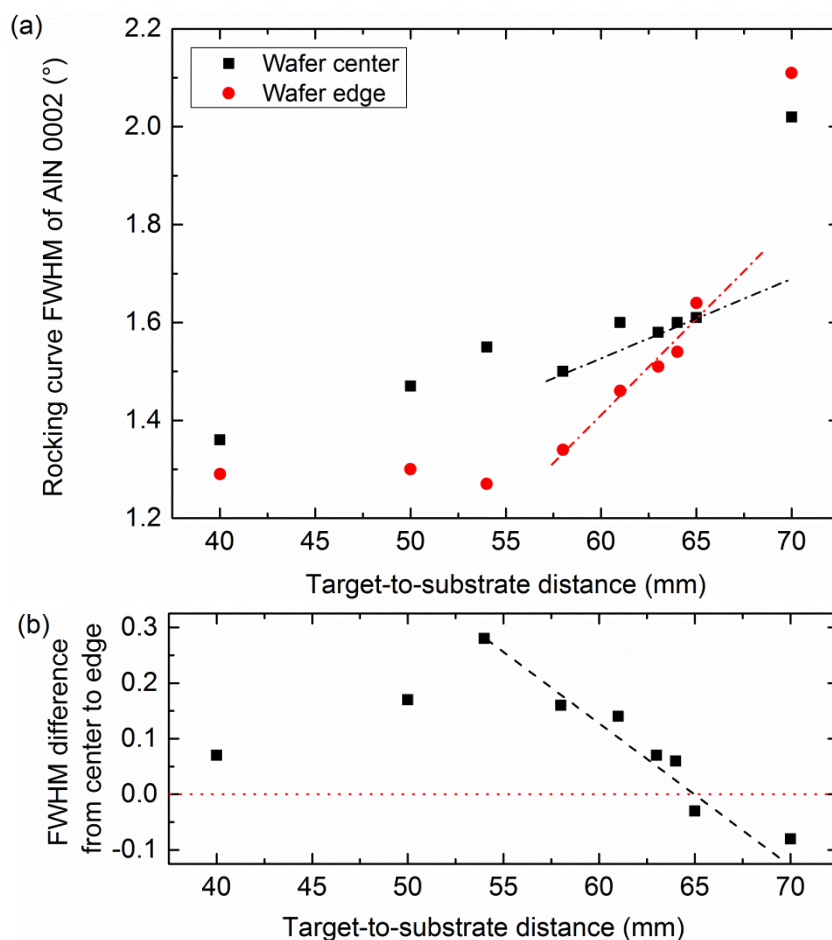 (a)
2.2
2.0
1.8
1.6
1.4
1.2
Rocking curve FWHM of AlN 0002 (°)
Wafer center
Wafer edge
40 45 50 55 60 65 70
Target-to-substrate distance (mm)
(b)
0.3
0.2
0.1
0.0
-0.1
FWHM difference
from center to edge
40 45 50 55 60 65 70
Target-to-substrate distance (mm)